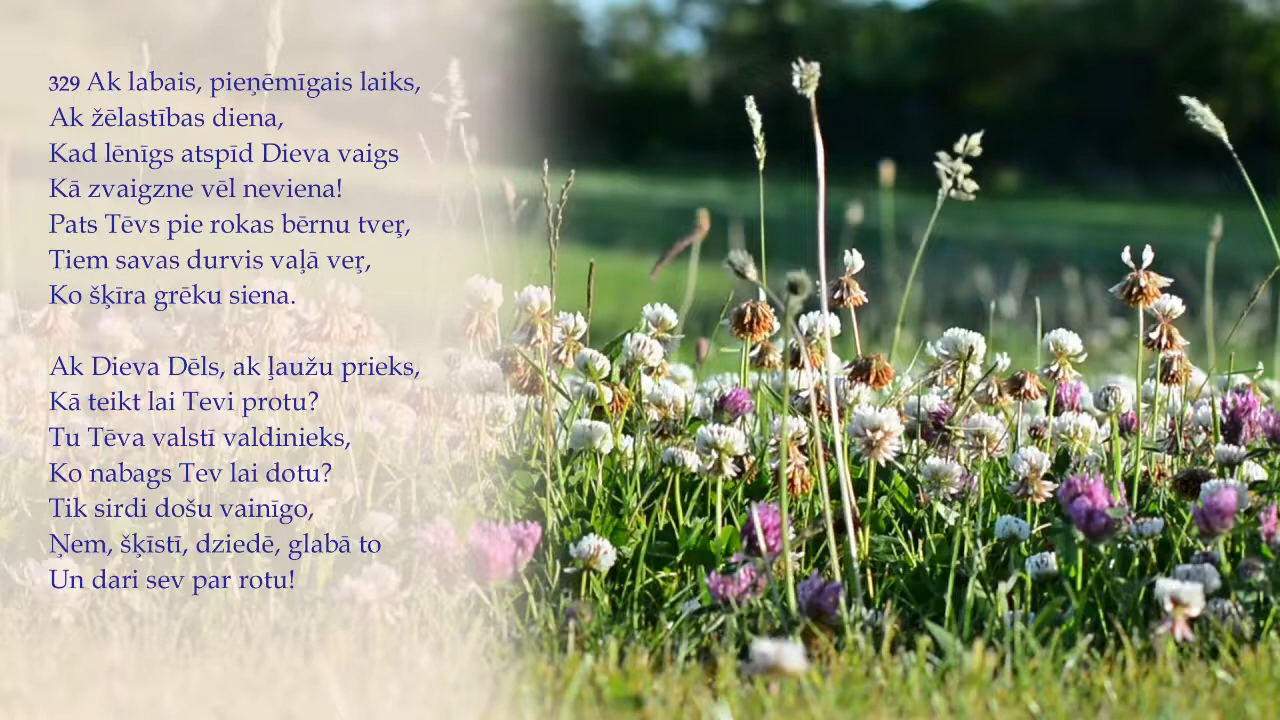 329 Ak labais, pieņēmīgais laiks,
Ak žēlastības diena,
Kad lēnīgs atspīd Dieva vaigs
Kā zvaigzne vēl neviena!
Pats Tēvs pie rokas bērnu tveŗ,
Tiem savas durvis vaļā veŗ,
Ko šķīra grēku siena.

Ak Dieva Dēls, ak ļaužu prieks,
Kā teikt lai Tevi protu?
Tu Tēva valstī valdinieks,
Ko nabags Tev lai dotu?
Tik sirdi došu vainīgo,
Ņem, šķīstī, dziedē, glabā to
Un dari sev par rotu!